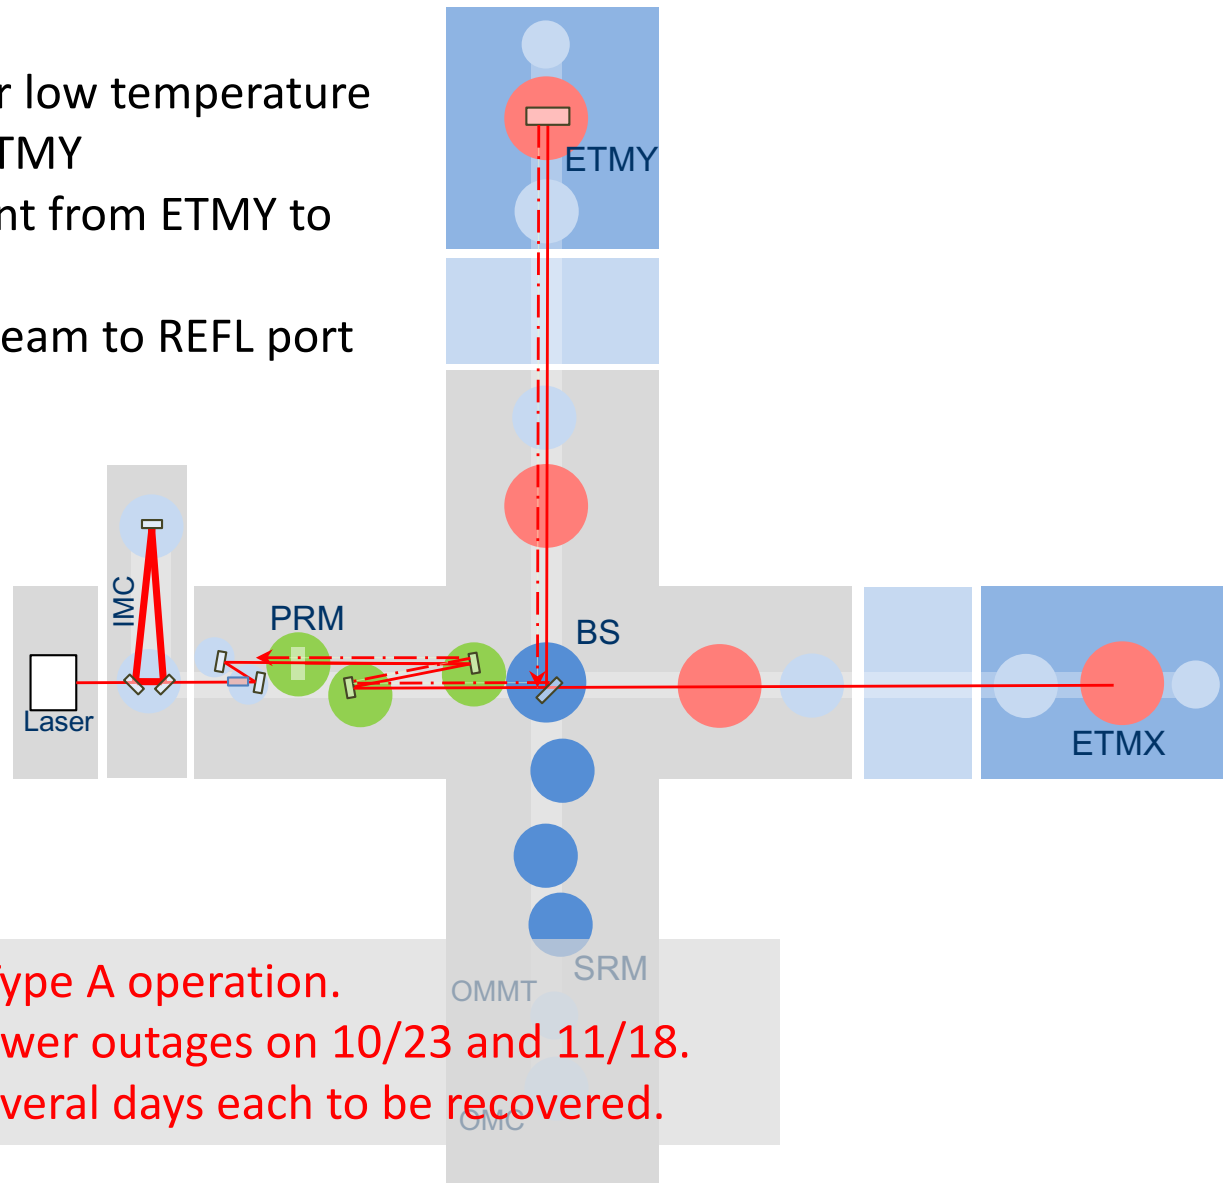 r low temperature
TMY
nt from ETMY to
eam to REFL port
ETMY
IMC
PRM
BS
Laser
ETMX
SRM
OMMT
ype A operation.
wer outages on 10/23 and 11/18.
veral days each to be recovered.
OMC